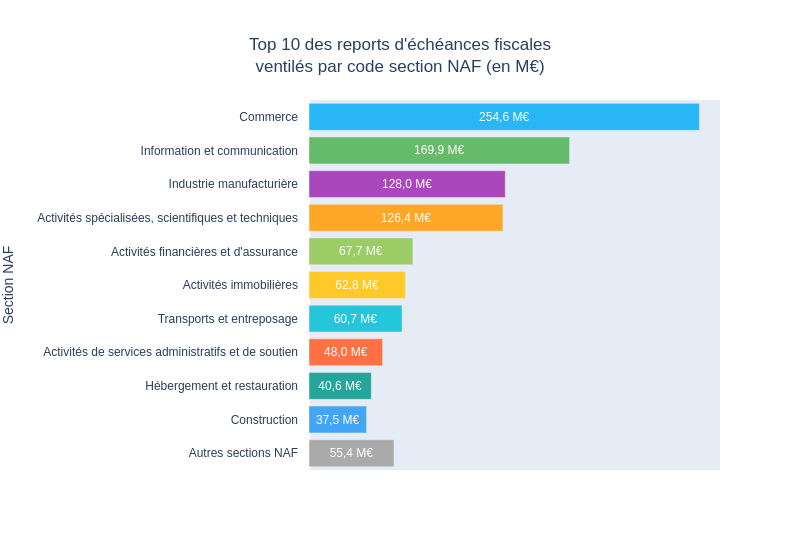 Top 10 des reports d'échéances fiscales
ventilés par code section NAF (en M€)
Section NAF
Commerce 254,6 M€
Information et communication 169,9 M€
Industrie manufacturière 128,0 M€
Activités spécialisées, scientifiques et techniques 126,4 M€
Activités financières et d'assurance 67,7 M€
Activités immobilières 62,8 M€
Transports et entreposage 60,7 M€
Activités de services administratifs et de soutien 48,0 M€
Hébergement et restauration 40,6 M€
Construction 37,5 M€
Autres sections NAF 55,4 M€